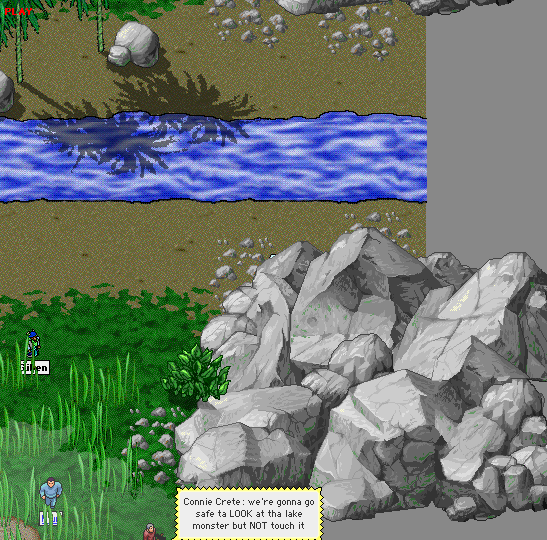 PLAY
Connie Crete: we're gonna go
safe ta LOOK at tha lake
monster but NOT touch it